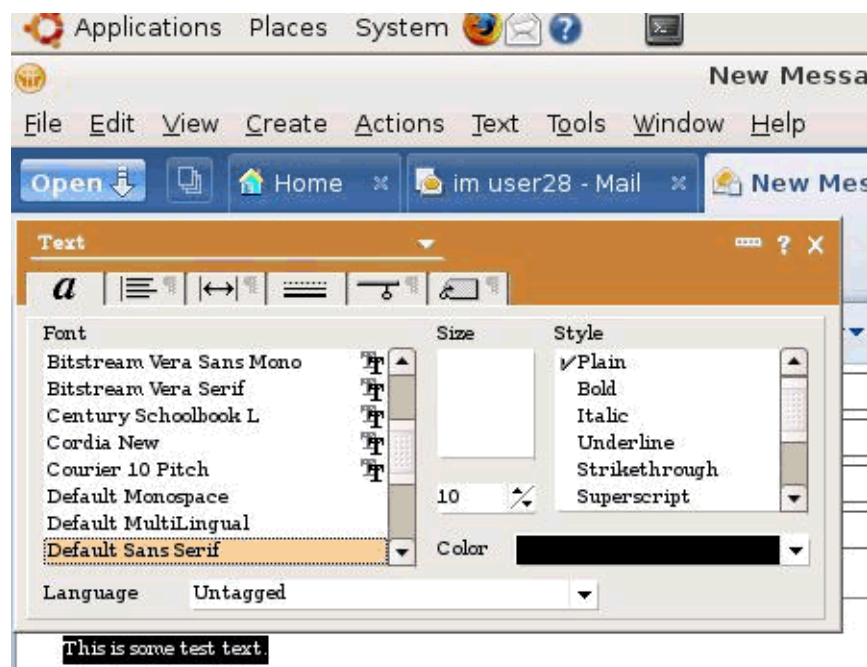 Applications Places System
New Messa
File Edit View Create Actions Text Tools Window Help
Open Home im user28 - Mail New Mes
Text
a
Font Size Style
Bitstream Vera Sans Mono
Bitstream Vera Serif
Century Schoolbook L
Cordia New
Courier 10 Pitch
Default Monospace
Default MultiLingual
Default Sans Serif
10
Plain
Bold
Italic
Underline
Strikethrough
Superscript
Color
Language Untagged
This is some test text.